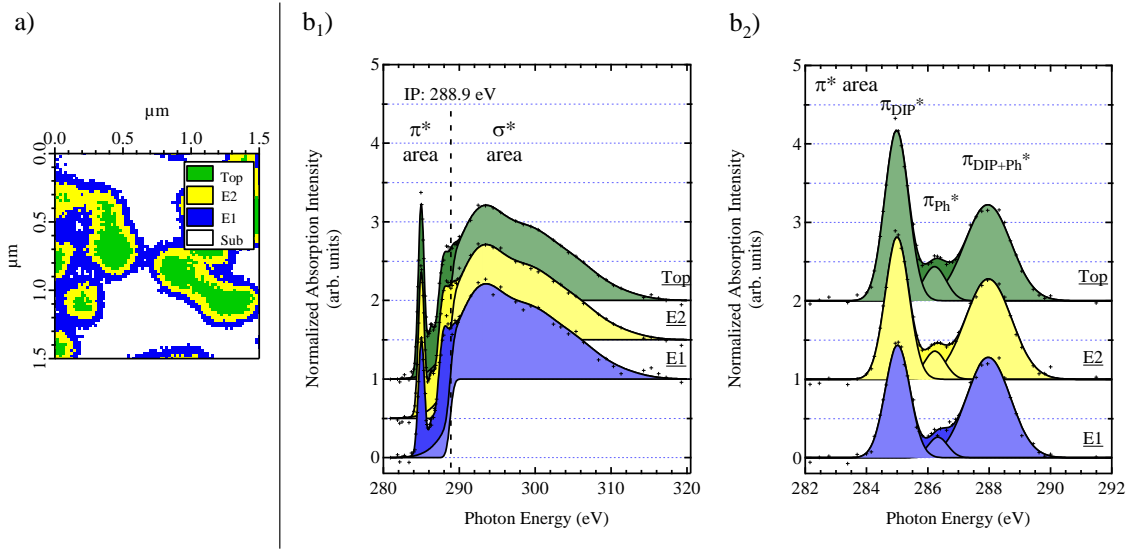 a)
µm
0.0 0.5 1.0 1.5
0.0
0.5
1.0
1.5
µm
Top
E2
E1
Sub
b1)
5
4
3
2
1
0
Normalized Absorption Intensity
(arb. units)
IP: 288.9 eV
π*
area
σ*
area
Top
E2
E1
280 290 300 310 320
Photon Energy (eV)
b2)
5
4
3
2
1
0
Normalized Absorption Intensity
(arb. units)
π* area
πDIP*
πPh*
πDIP+Ph*
Top
E2
E1
282 284 286 288 290 292
Photon Energy (eV)